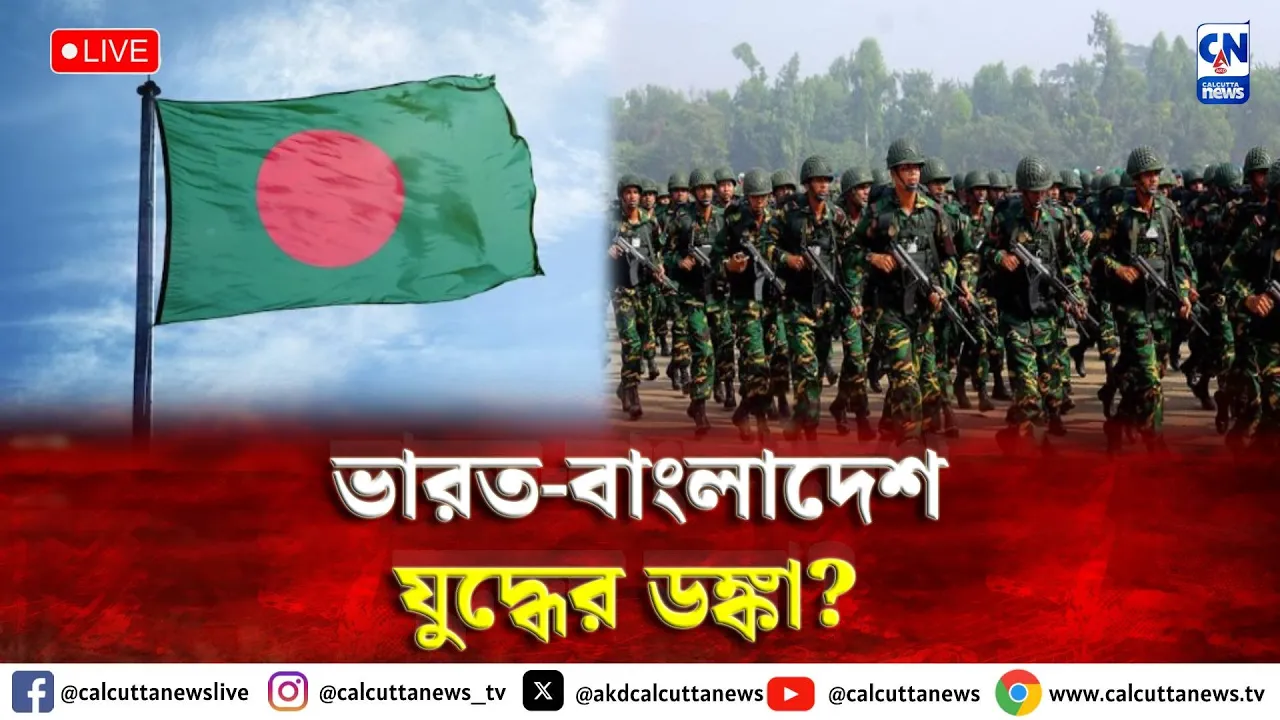 LIVE
CN
CALCUTTA
news
ভারত-বাংলাদেশ
যুদ্ধের ডঙ্কা?
@calcuttanewslive
@calcuttanews_tv
@akdcalcuttanews
@calcuttanews
www.calcuttanews.tv